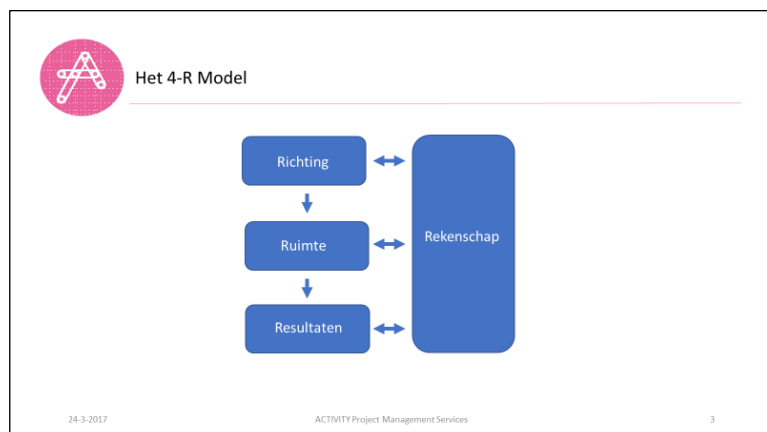 Het 4-R Model
Richting
Ruimte
Rekenschap
Resultaten
24-3-2017
ACTIVITY Project Management Services
3